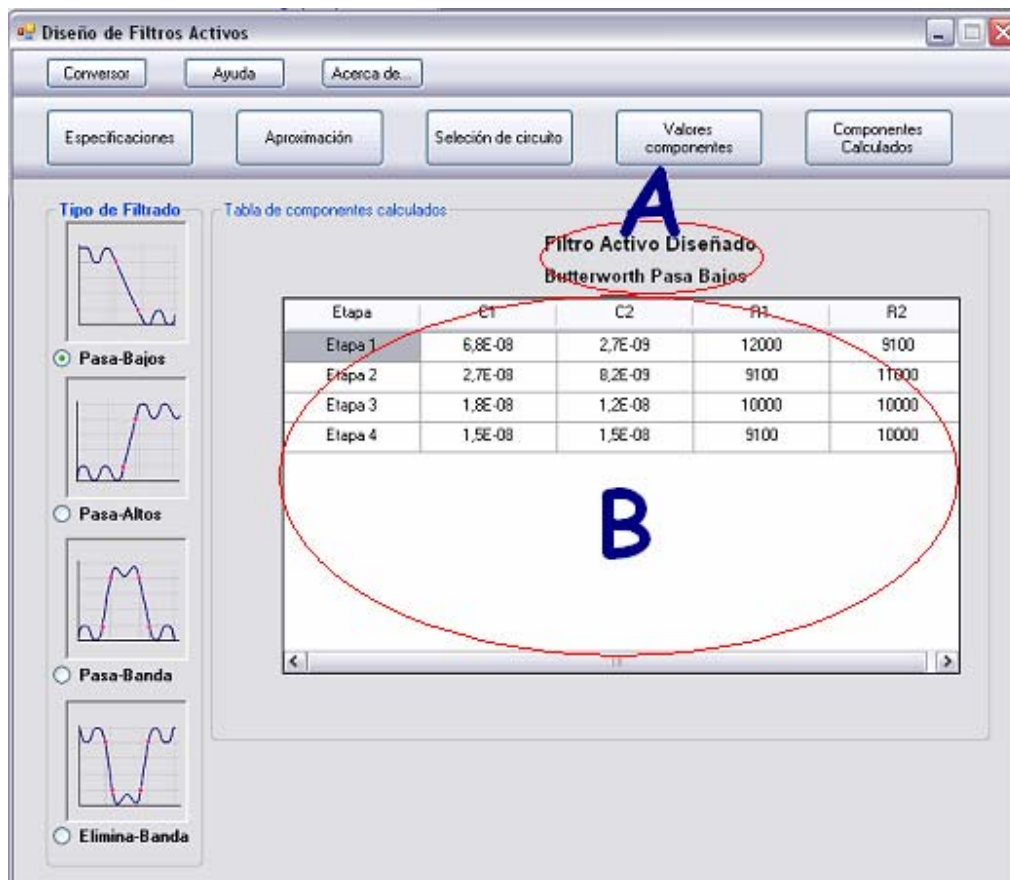 Diseño de Filtros Activos
Conversor Ayuda Acerca de...
Especificaciones Aproximación Seleción de circuito Valores componentes Componentes Calculados
A
Tipo de Filtrado
Pasa-Bajos
Pasa-Altos
Pasa-Banda
Elimina-Banda
Tabla de componentes calculados
Filtro Activo Diseñado
Butterworth Pasa Bajos
Etapa C1 C2 R1 R2
Etapa 1 6,8E-08 2,7E-09 12000 9100
Etapa 2 2,7E-08 8,2E-09 9100 11000
Etapa 3 1,8E-08 1,2E-08 10000 10000
Etapa 4 1,5E-08 1,5E-08 9100 10000
B